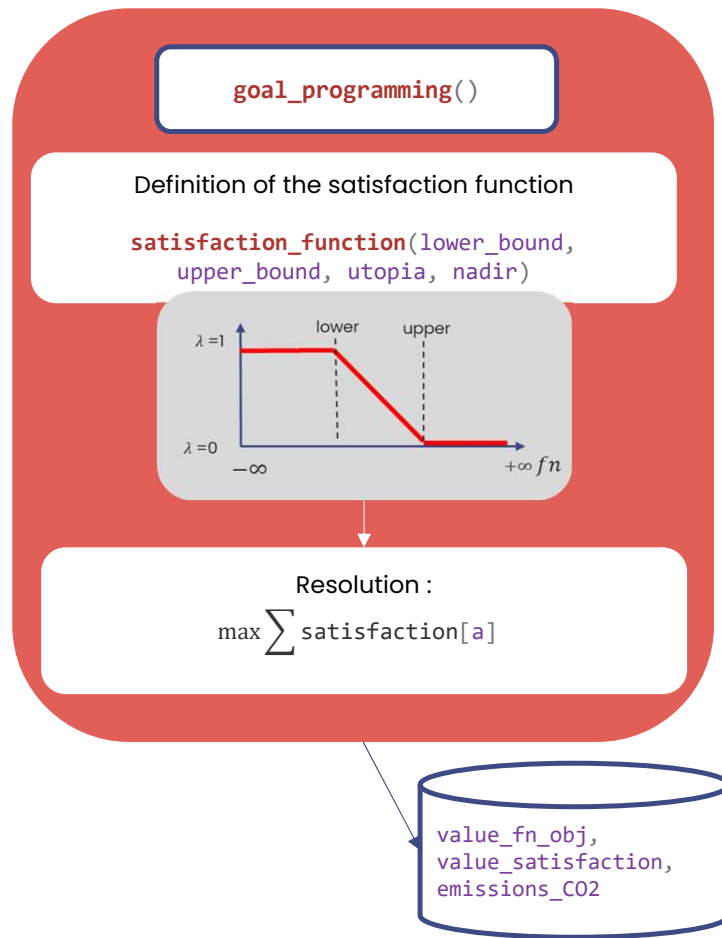 goal_programming()
Definition of the satisfaction function
satisfaction_function(lower_bound,
upper_bound, utopia, nadir)
lower
upper
λ =1
λ =0
−∞
+∞ fn
Resolution :
max ∑ satisfaction[a]
value_fn_obj,
value_satisfaction,
emissions_CO2